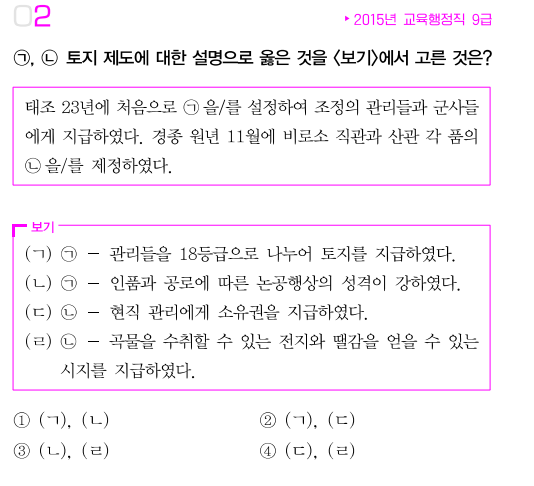 02
▸ 2015년 교육행정직 9급
㉠, ㉡ 토지 제도에 대한 설명으로 옳은 것을 <보기>에서 고른 것은?
태조 23년에 처음으로 ㉠을/를 설정하여 조정의 관리들과 군사들
에게 지급하였다. 경종 원년 11월에 비로소 직관과 산관 각 품의
㉡을/를 제정하였다.
보기
(ㄱ) ㉠ - 관리들을 18등급으로 나누어 토지를 지급하였다.
(ㄴ) ㉠ - 인품과 공로에 따른 논공행상의 성격이 강하였다.
(ㄷ) ㉡ - 현직 관리에게 소유권을 지급하였다.
(ㄹ) ㉡ - 곡물을 수취할 수 있는 전지와 땔감을 얻을 수 있는
시지를 지급하였다.
① (ㄱ), (ㄴ) ② (ㄱ), (ㄷ)
③ (ㄴ), (ㄹ) ④ (ㄷ), (ㄹ)